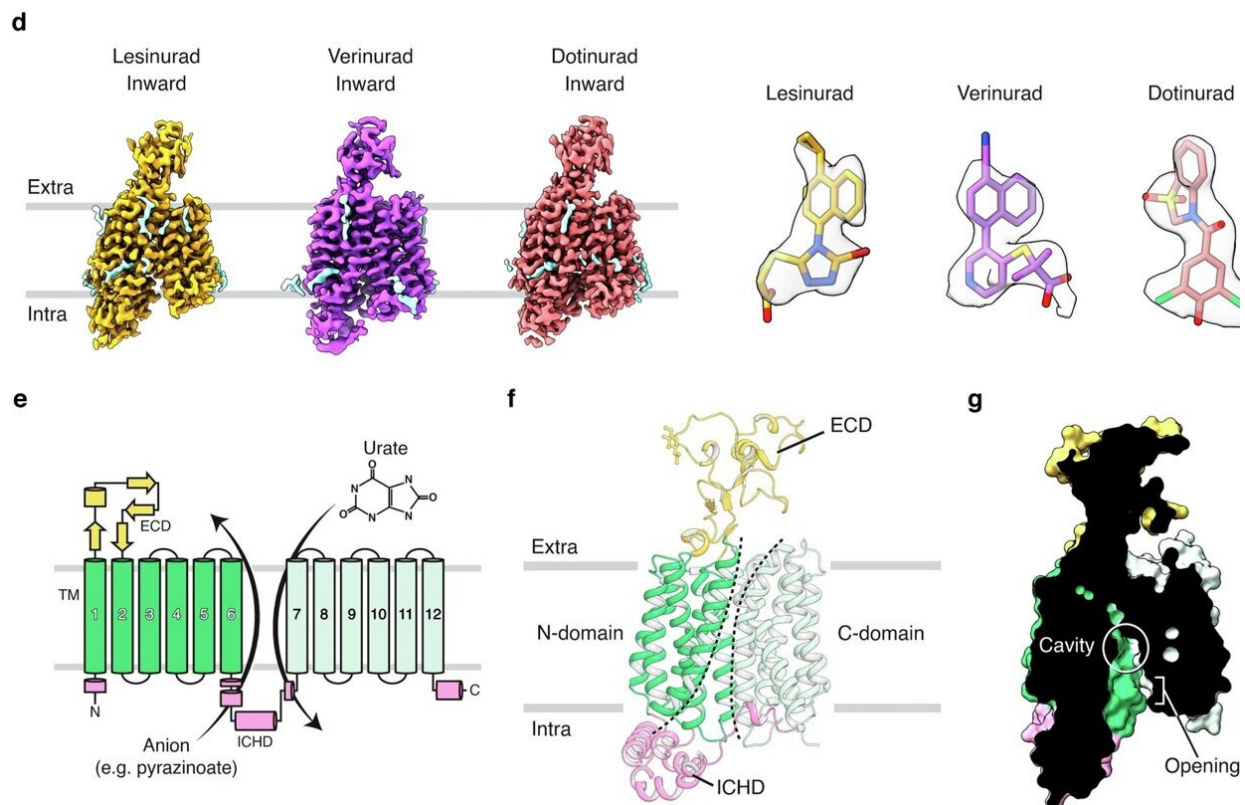 d
Lesinurad
Inward
Verinurad
Inward
Dotinurad
Inward
Extra
Intra
Lesinurad
Verinurad
Dotinurad
e
Urate
O
N
N
O
O
N
N
ECD
TM
1
2
3
4
5
6
7
8
9
10
11
12
N
C
ICHD
Anion
(e.g. pyrazinoate)
f
ECD
Extra
N-domain
C-domain
Intra
ICHD
g
Cavity
Opening